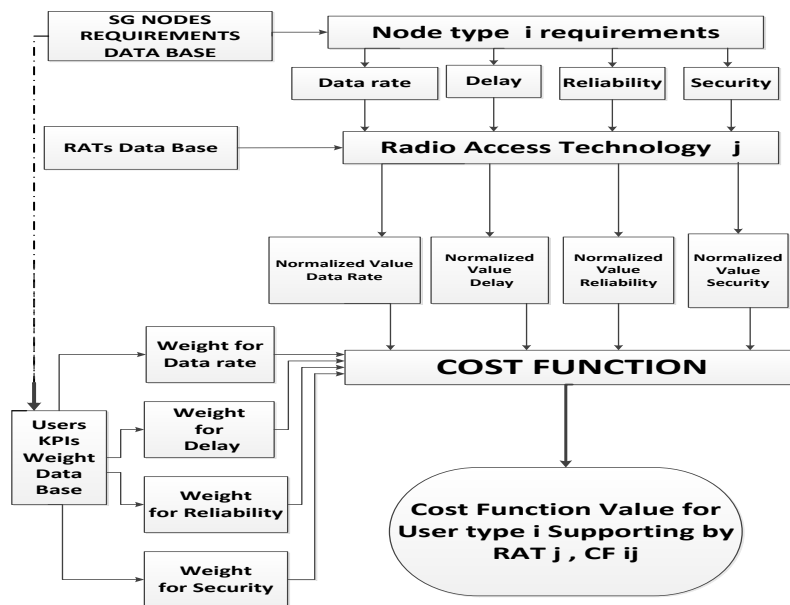 SG NODES
REQUIREMENTS
DATA BASE
Node type i requirements
Data rate
Delay
Reliability
Security
RATs Data Base
Radio Access Technology j
Normalized Value
Data Rate
Normalized
Value
Delay
Normalized
Value
Reliability
Normalized
Value
Security
Weight for
Data rate
COST FUNCTION
Users
KPIs
Weight
Data
Base
Weight
for
Delay
Weight
for Reliability
Weight
for Security
Cost Function Value for
User type i Supporting by
RAT j , CF ij